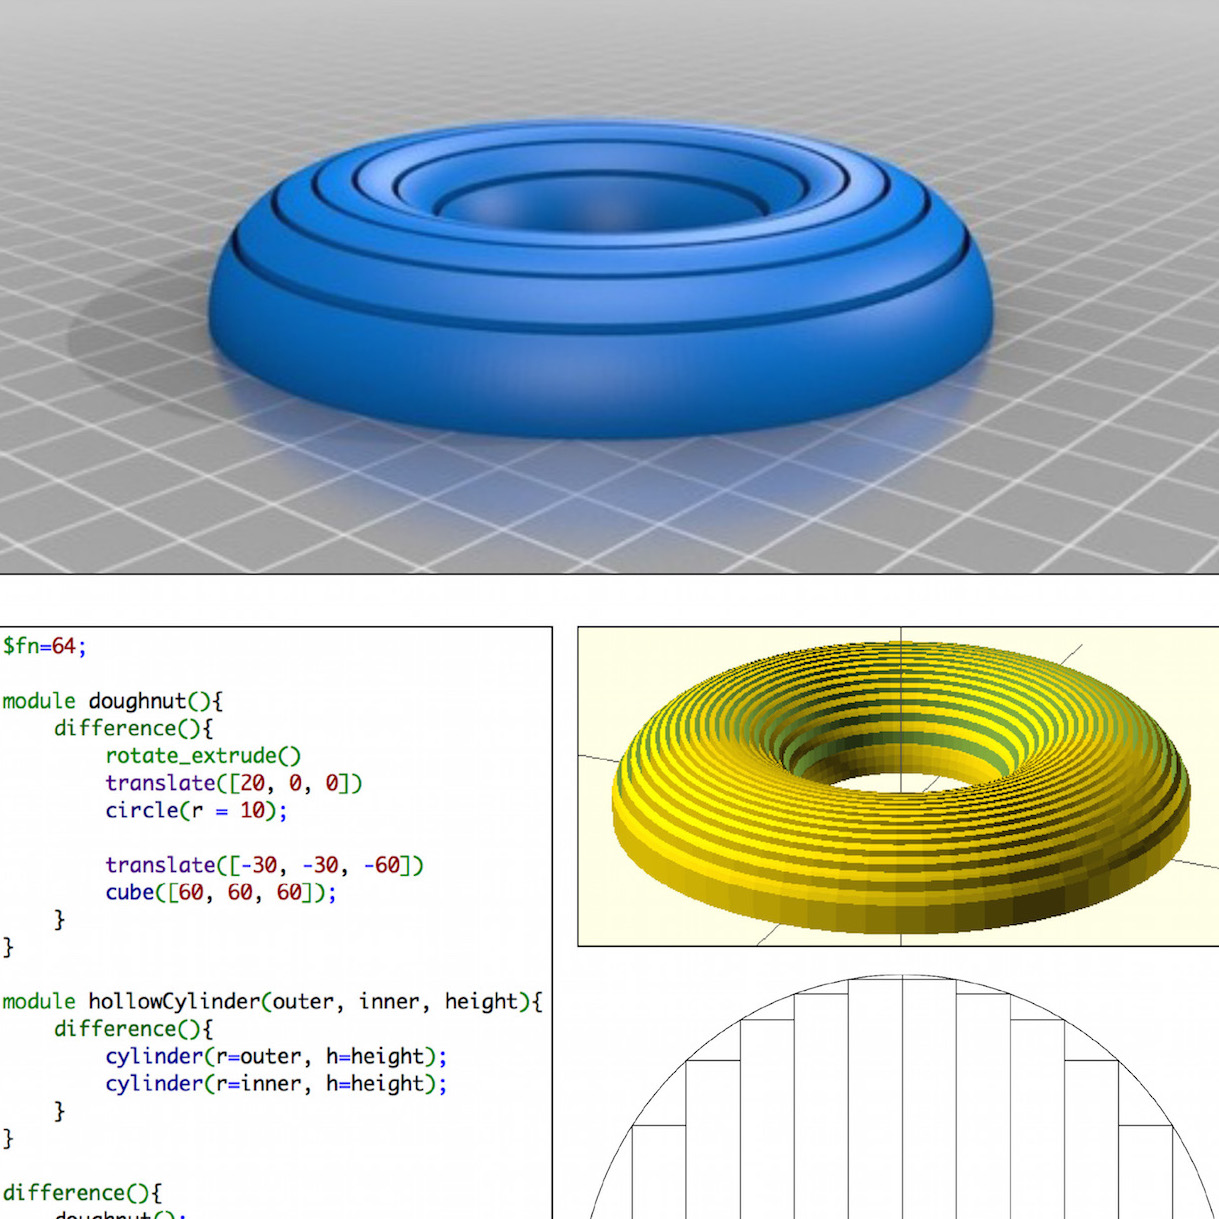 $fn=64;
module doughnut(){
difference(){
rotate_extrude()
translate([20, 0, 0])
circle(r = 10);
translate([-30, -30, -60])
cube([60, 60, 60]);
}
}
module hollowCylinder(outer, inner, height){
difference(){
cylinder(r=outer, h=height);
cylinder(r=inner, h=height);
}
}
difference(){
doughnut();